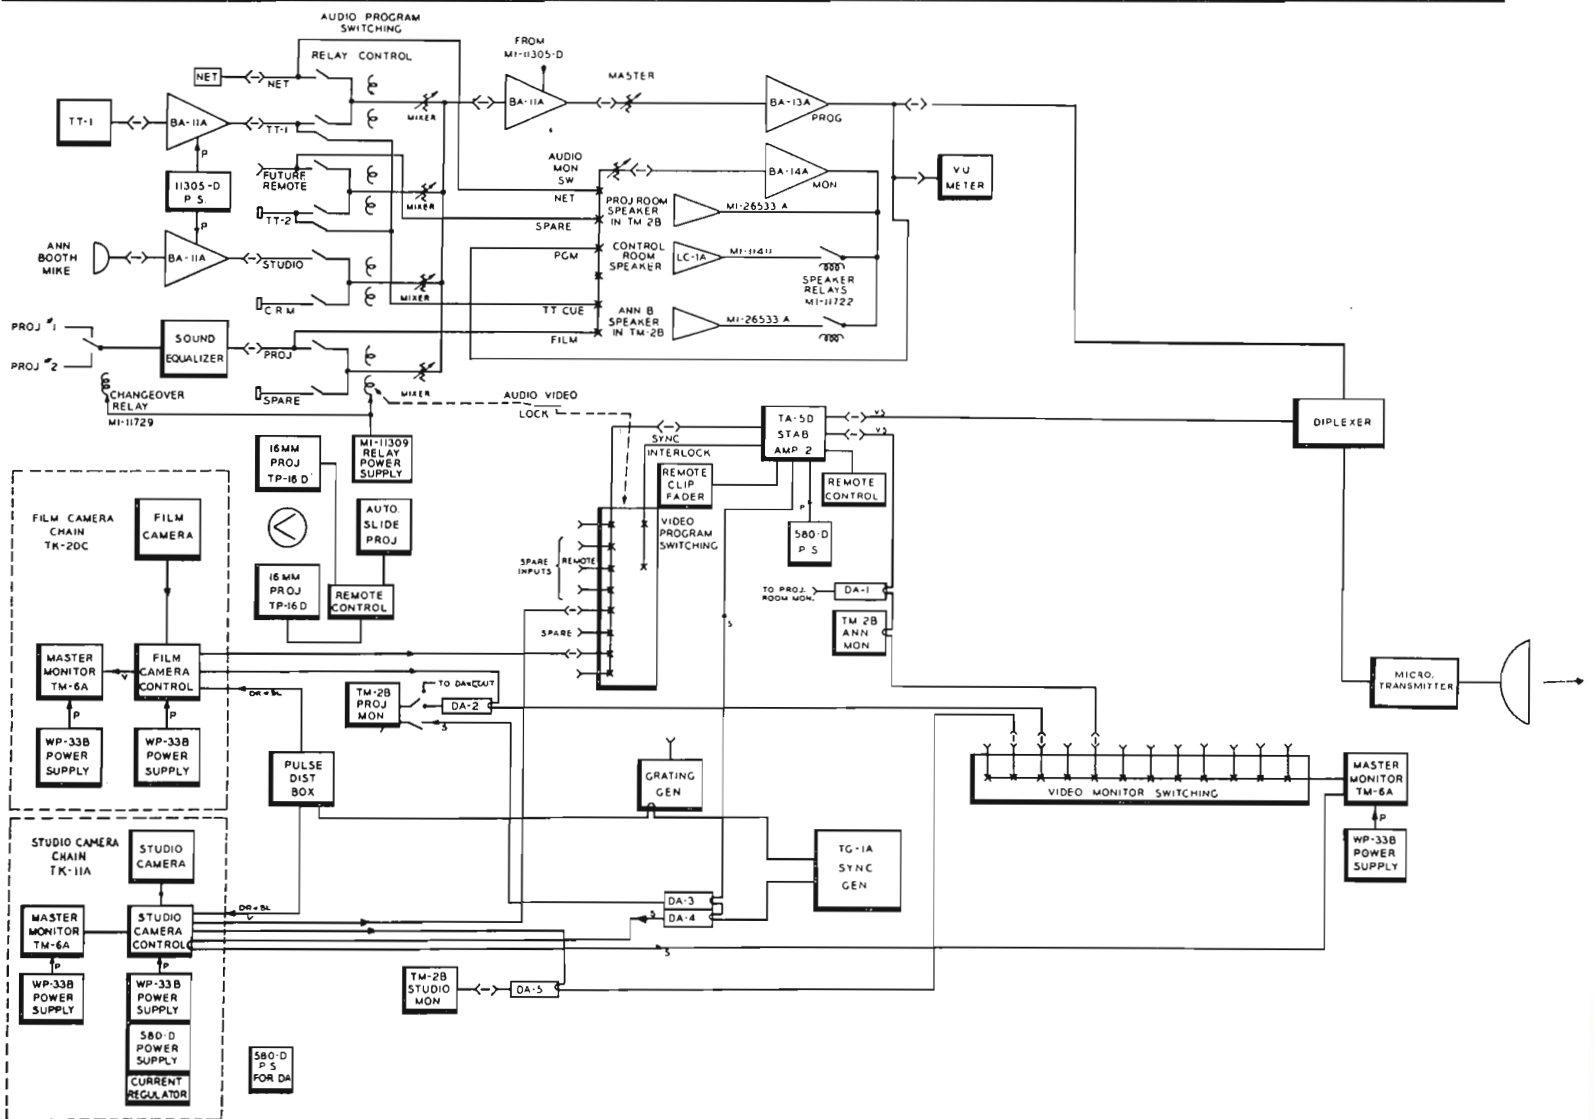 AUDIO PROGRAM
SWITCHING
RELAY CONTROL
FROM
MI-11305-D
MASTER
NET
NET
TT-1
BA-11A
TT-1
MIXER
BA-11A
BA-13A
PROG
P
11305-D
P S.
P
FUTURE
REMOTE
TT-2
MIXER
AUDIO
MON
SW
NET
BA-14A
MON
VU
METER
PROJ ROOM
SPEAKER
IN TM 2B
MI-26533 A
SPARE
ANN
BOOTH
MIKE
BA-11A
STUDIO
C R M
MIXER
PGM
CONTROL
ROOM
SPEAKER
LC-1A
MI-11411
SPEAKER
RELAYS
MI-11722
TT CUE
ANN B
SPEAKER
IN TM-2B
MI-26533 A
FILM
PROJ #1
PROJ #2
SOUND
EQUALIZER
PROJ
SPARE
MIXER
CHANGEOVER
RELAY
MI-11729
AUDIO VIDEO
LOCK
MI-11309
RELAY
POWER
SUPPLY
16MM
PROJ
TP-16D
AUTO.
SLIDE
PROJ
16MM
PROJ
TP-16D
REMOTE
CONTROL
SYNC
INTERLOCK
TA-5D
STAB
AMP 2
VS
VS
DIPLEXER
REMOTE
CLIP
FADER
REMOTE
CONTROL
P
580-D
P S
VIDEO
PROGRAM
SWITCHING
SPARE
INPUTS
REMOTE
SPARE
TO PROJ.
ROOM MON.
DA-1
TM 2B
ANN
MON
S
FILM CAMERA
CHAIN
TK-2DC
FILM
CAMERA
MASTER
MONITOR
TM-6A
V
FILM
CAMERA
CONTROL
DR+BL
P
P
WP-33B
POWER
SUPPLY
WP-33B
POWER
SUPPLY
TM-2B
PROJ
MON
DA-2
S
MICRO.
TRANSMITTER
PULSE
DIST
BOX
GRATING
GEN
VIDEO MONITOR SWITCHING
MASTER
MONITOR
TM-6A
P
WP-33B
POWER
SUPPLY
STUDIO CAMERA
CHAIN
TK-11A
STUDIO
CAMERA
TG-1A
SYNC
GEN
DA-3
DA-4
S
DR+BL
V
MASTER
MONITOR
TM-6A
STUDIO
CAMERA
CONTROL
S
P
P
WP-33B
POWER
SUPPLY
WP-33B
POWER
SUPPLY
TM-2B
STUDIO
MON
DA-5
580-D
POWER
SUPPLY
CURRENT
REGULATOR
580-D
P S
FOR DA